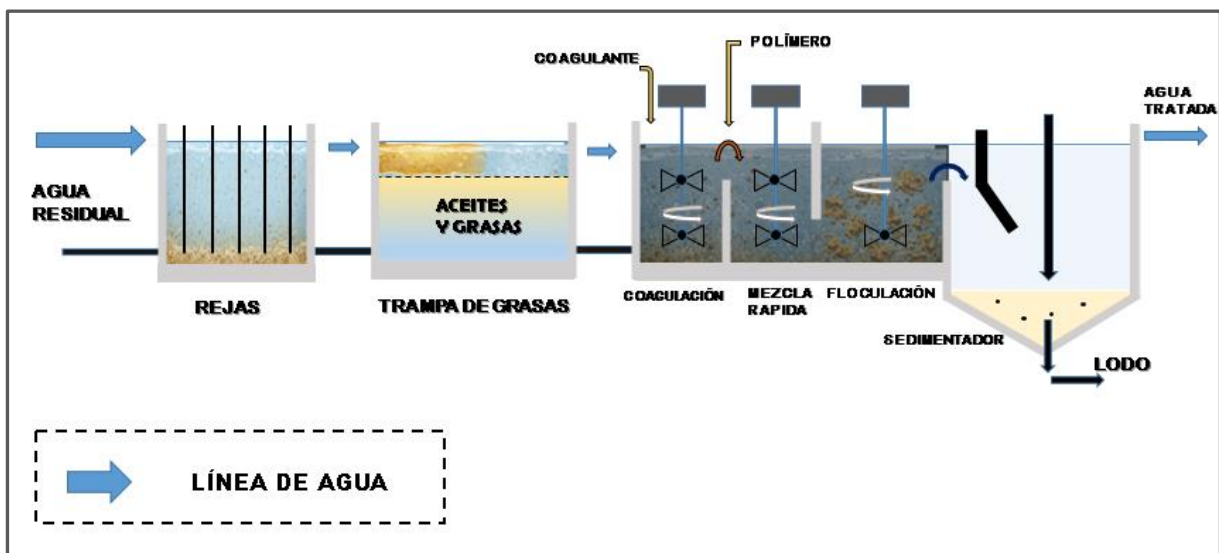 POLÍMERO
COAGULANTE
AGUA
TRATADA
AGUA
RESIDUAL
ACEITES
Y GRASAS
REJAS
TRAMPA DE GRASAS
COAGULACIÓN
MEZCLA
RAPIDA
FLOCULACIÓN
SEDIMENTADOR
LODO
LÍNEA DE AGUA